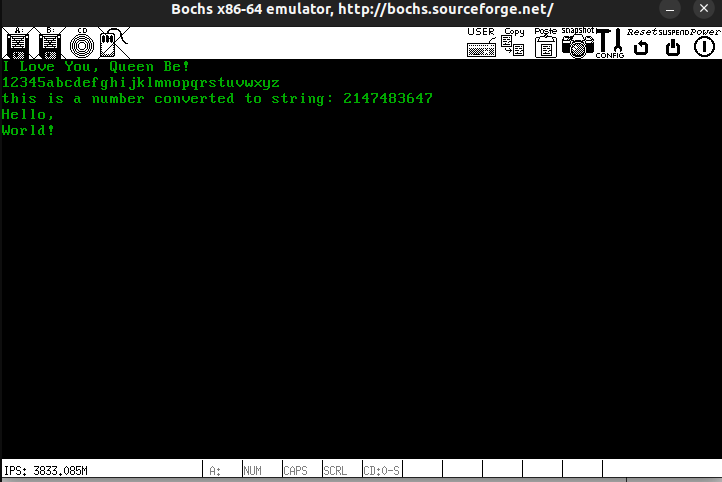 Bochs x86-64 emulator, http://bochs.sourceforge.net/
A: B: CD USER Copy Paste snapshot CONFIG Reset SUSPEND Power
I Love You, Queen Be!
12345abcdefghijklmnopqrstuvwxyz
this is a number converted to string: 2147483647
Hello,
World!
IPS: 3833.085M A: NUM CAPS SCRL CD:0-S